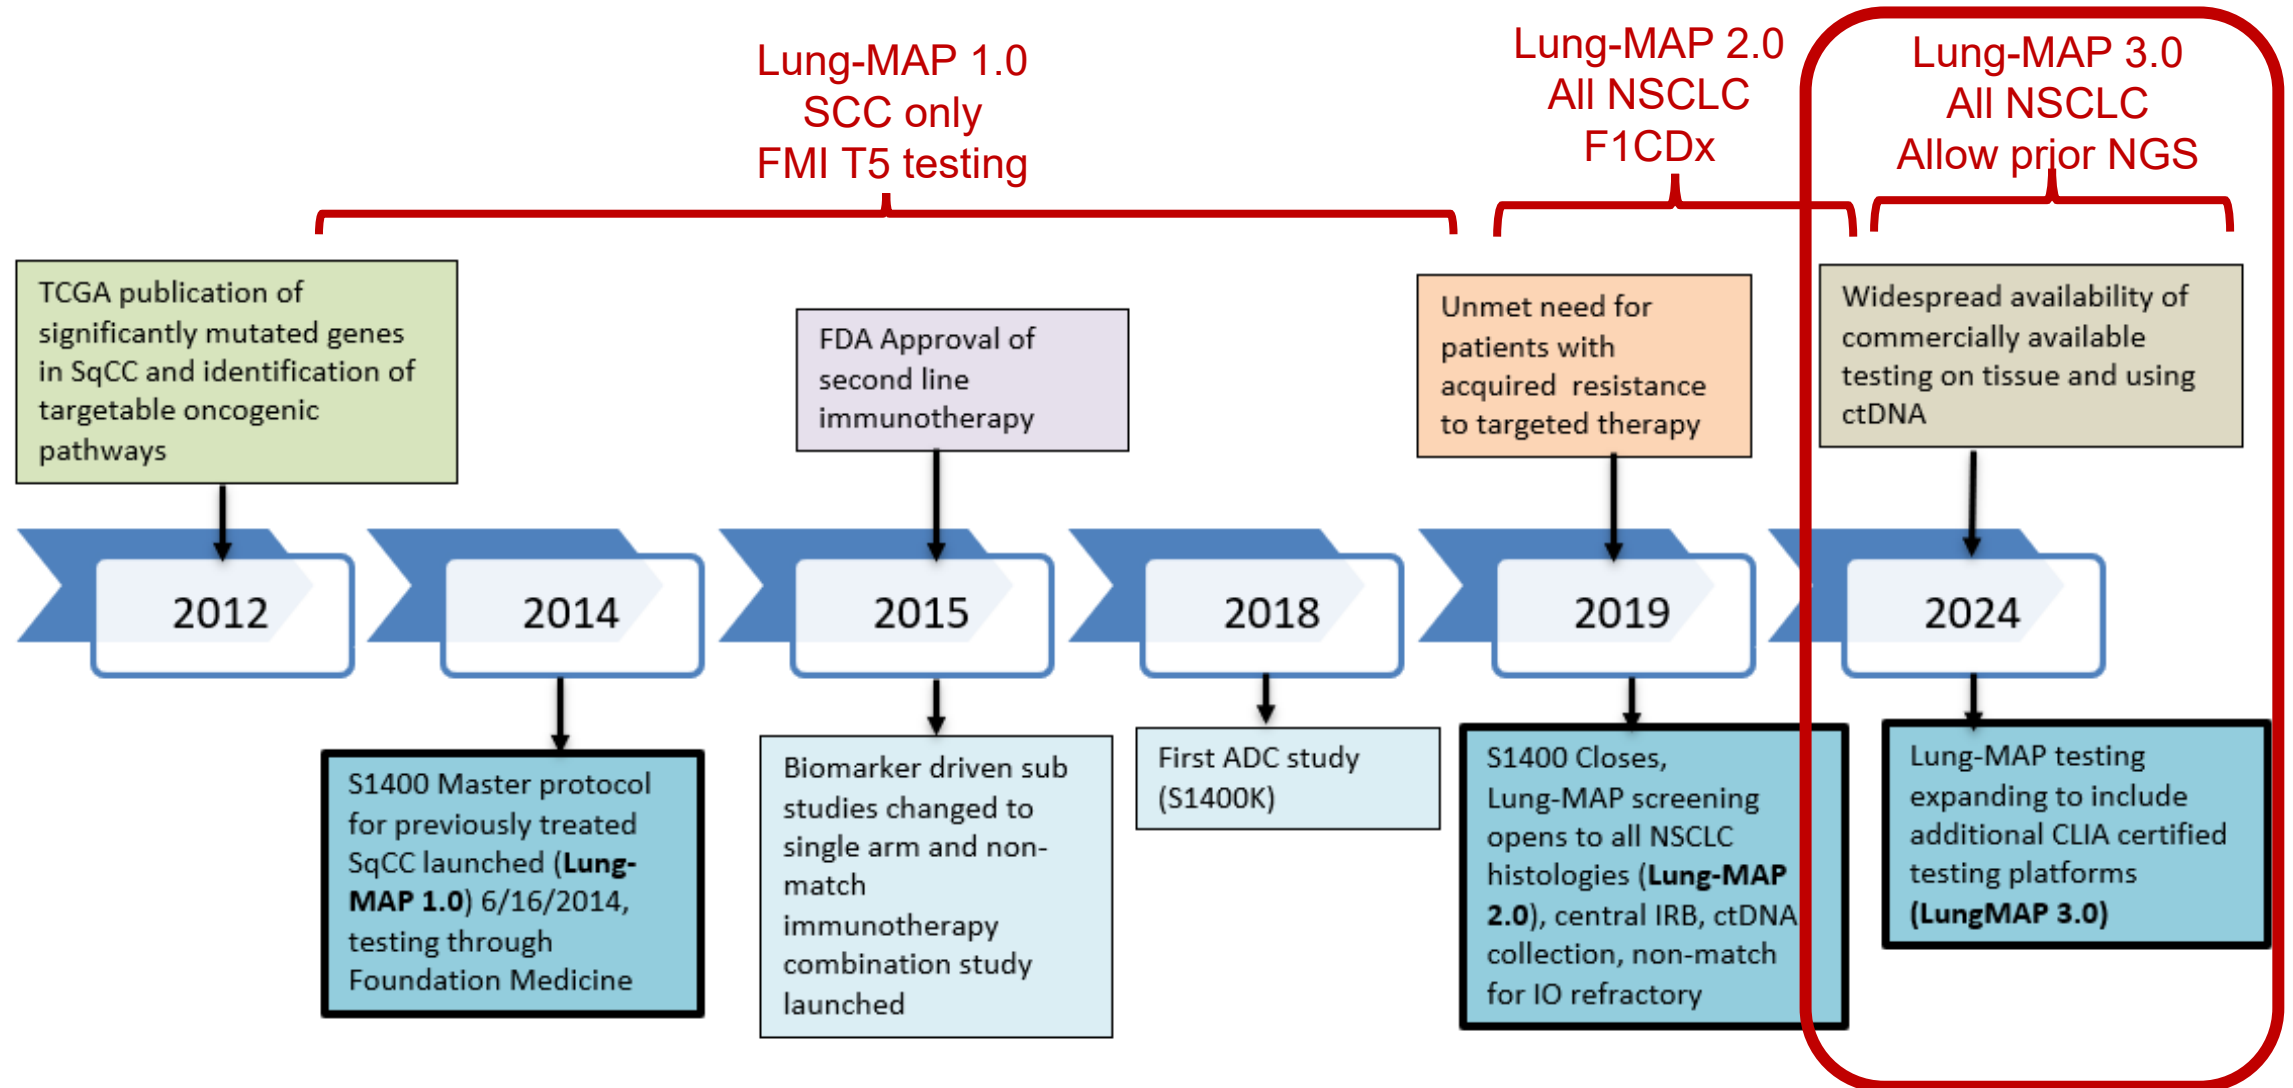 Lung-MAP 1.0
SCC only
FMI T5 testing
Lung-MAP 2.0
All NSCLC
F1CDx
Lung-MAP 3.0
All NSCLC
Allow prior NGS
TCGA publication of
significantly mutated genes
in SqCC and identification of
targetable oncogenic
pathways
FDA Approval of
second line
immunotherapy
Unmet need for
patients with
acquired resistance
to targeted therapy
Widespread availability of
commercially available
testing on tissue and using
ctDNA
2012
2014
2015
2018
2019
2024
S1400 Master protocol
for previously treated
SqCC launched (Lung-
MAP 1.0) 6/16/2014,
testing through
Foundation Medicine
Biomarker driven sub
studies changed to
single arm and non-
match
immunotherapy
combination study
launched
First ADC study
(S1400K)
S1400 Closes,
Lung-MAP screening
opens to all NSCLC
histologies (Lung-MAP
2.0), central IRB, ctDNA
collection, non-match
for IO refractory
Lung-MAP testing
expanding to include
additional CLIA certified
testing platforms
(LungMAP 3.0)